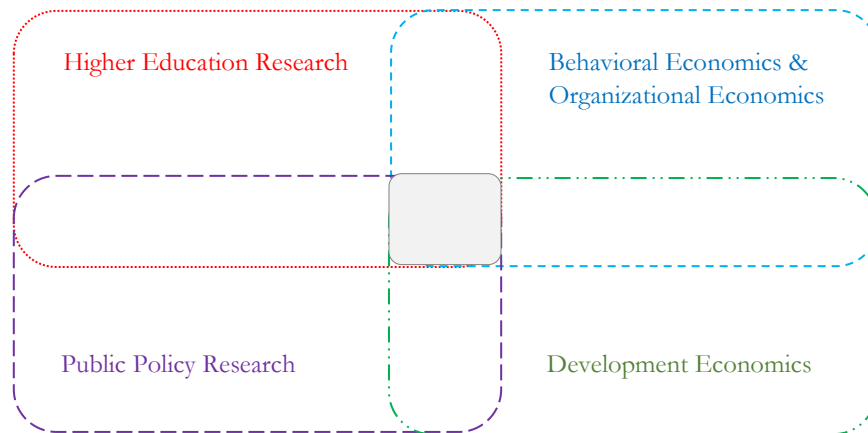 Higher Education Research
Behavioral Economics &
Organizational Economics
Public Policy Research
Development Economics